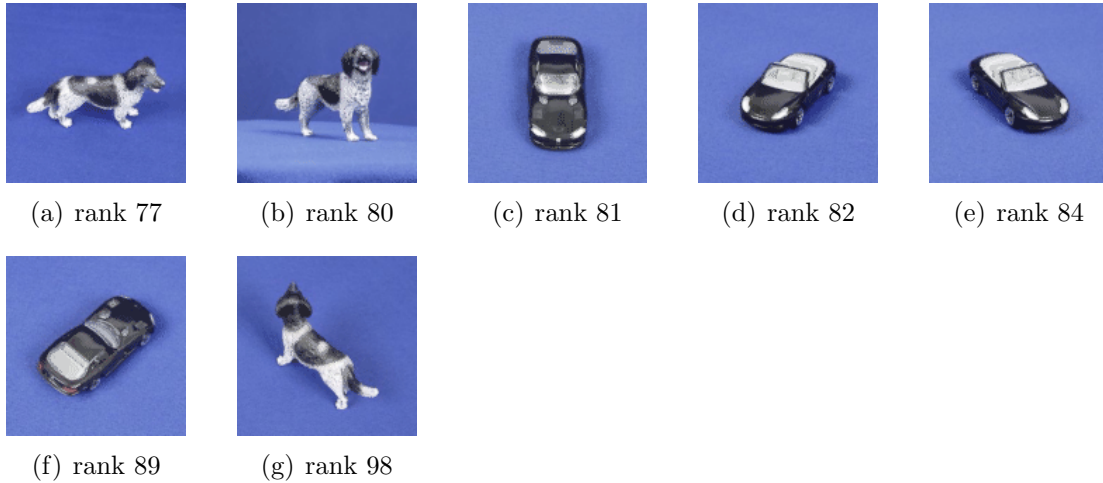 (a) rank 77
(b) rank 80
(c) rank 81
(d) rank 82
(e) rank 84
(f) rank 89
(g) rank 98